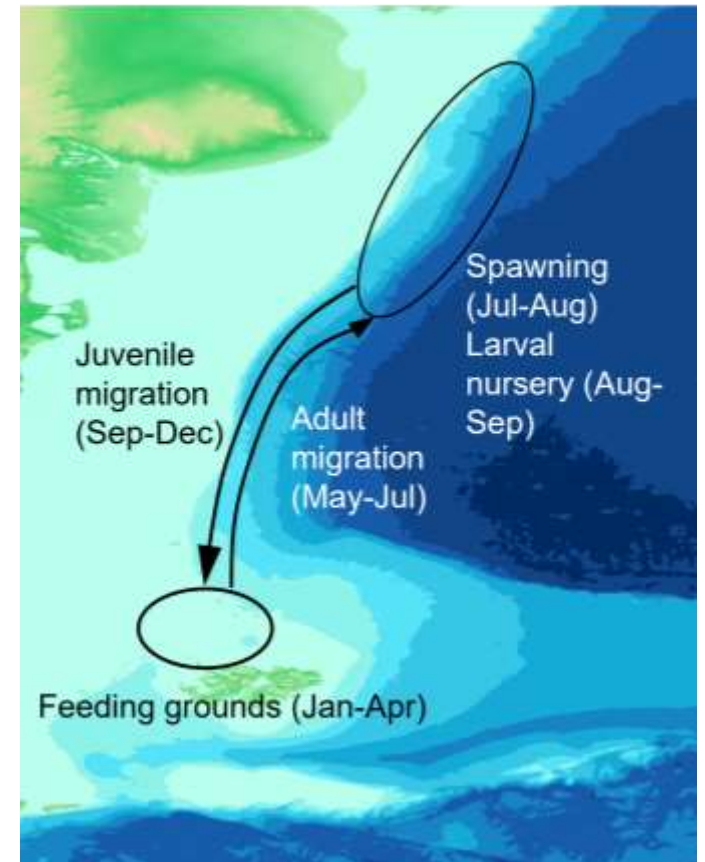 Spawning
(Jul-Aug)
Larval
nursery (Aug-
Sep)
Juvenile
migration
(Sep-Dec)
Adult
migration
(May-Jul)
Feeding grounds (Jan-Apr)